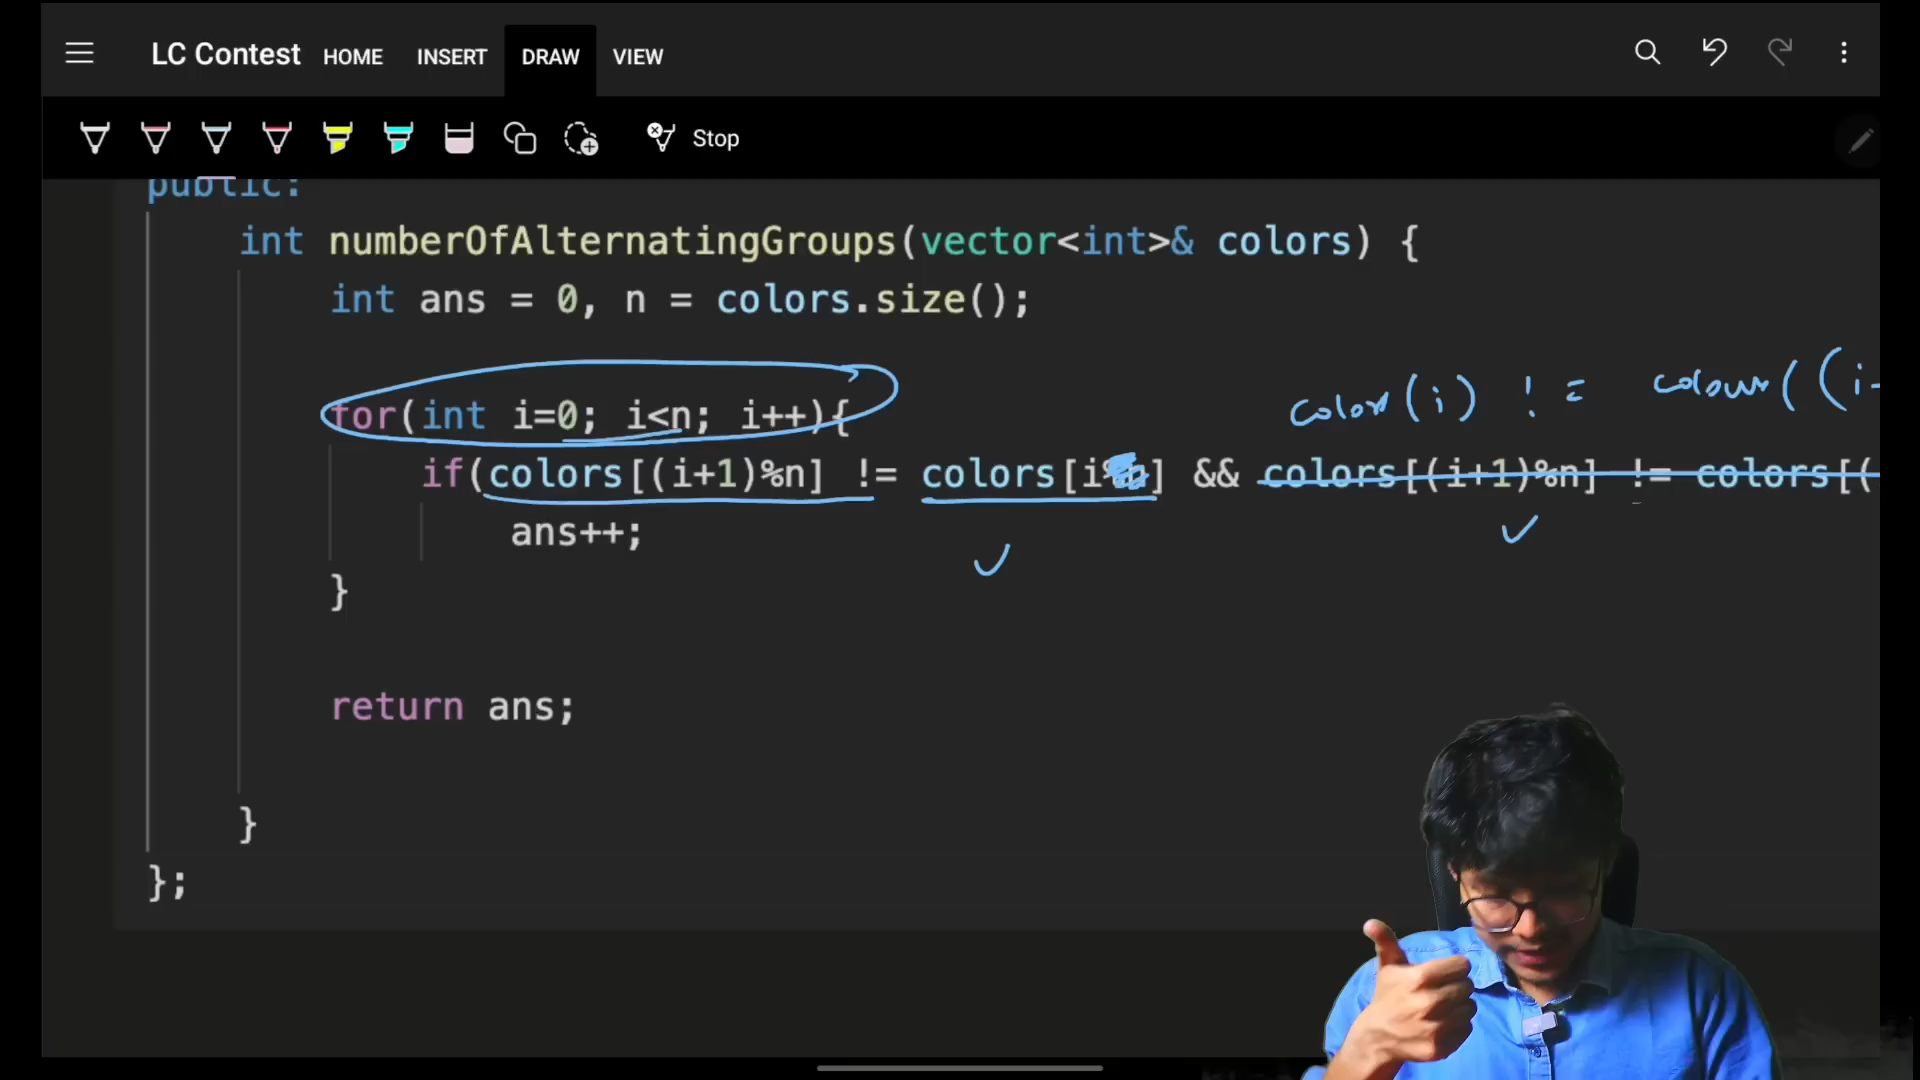 LC Contest HOME INSERT DRAW VIEW
Stop
public:
int numberOfAlternatingGroups(vector<int>& colors) {
int ans = 0, n = colors.size();
color(i) != colour((i-
for(int i=0; i<n; i++){
if(colors[(i+1)%n] != colors[i%n] && colors[(i+1)%n] != colors[(
ans++;
}
return ans;
}
};